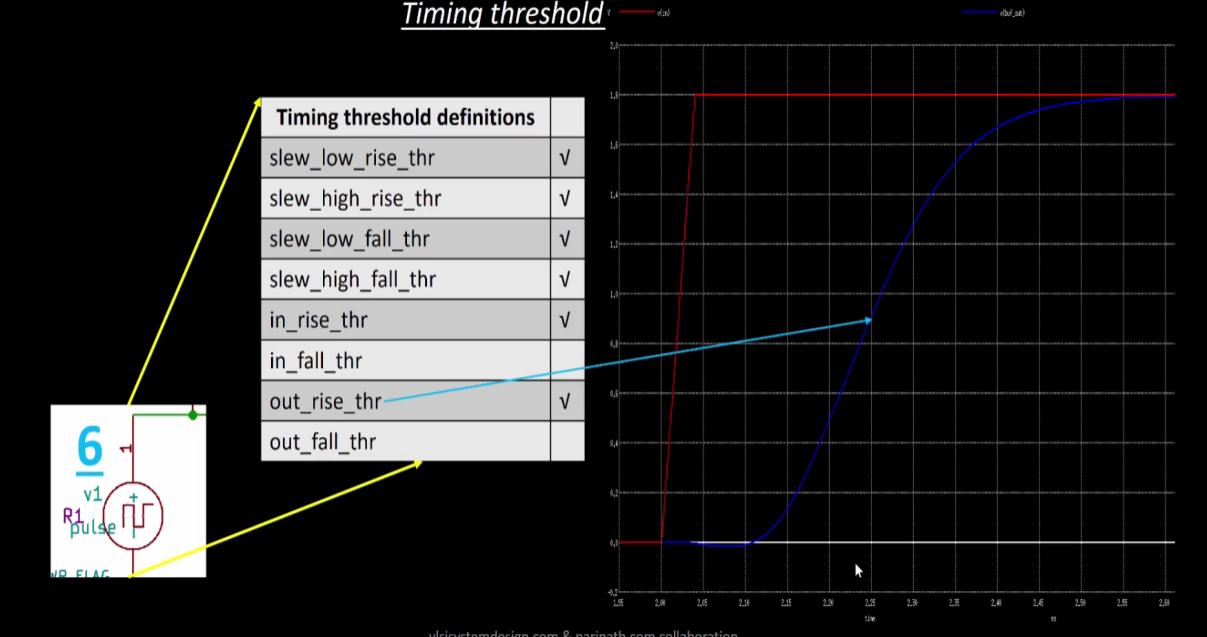 Timing threshold
v(in)
v(buf_out)
Timing threshold definitions
slew_low_rise_thr √
slew_high_rise_thr √
slew_low_fall_thr √
slew_high_fall_thr √
in_rise_thr √
in_fall_thr
out_rise_thr √
out_fall_thr
6
1
v1
+
R1
pulse
2.0
1.8
1.6
1.4
1.2
1.0
0.8
0.6
0.4
0.2
0.0
-0.2
1.95 2.00 2.05 2.10 2.15 2.20 2.25 2.30 2.35 2.40 2.45 2.50 2.55 2.60
time ns
vlsisystemdesign.com & paripath.com collaboration